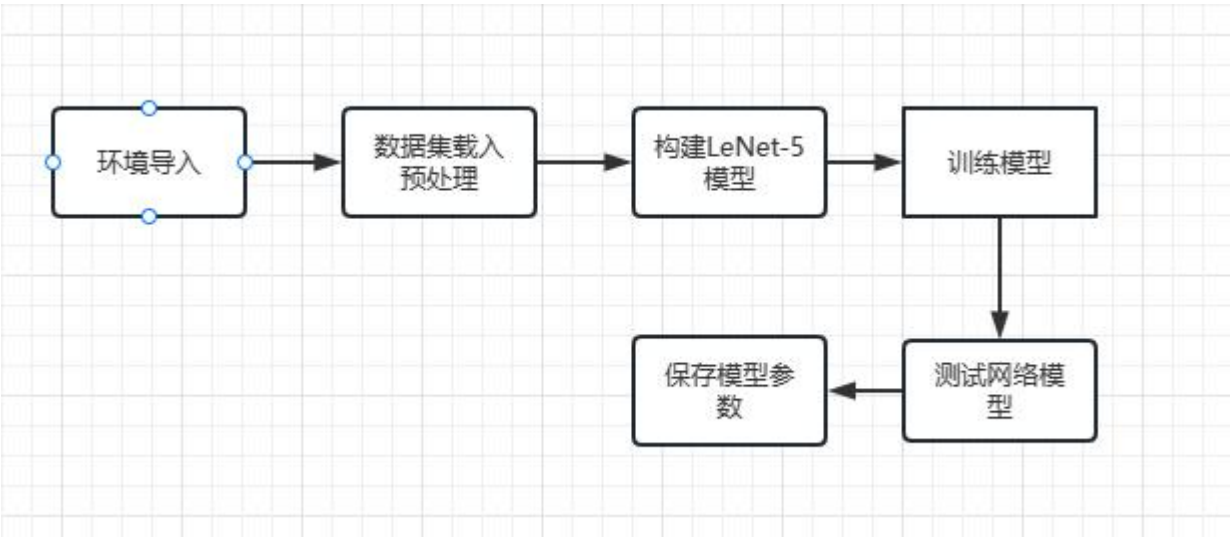 环境导入
数据集载入
预处理
构建LeNet-5
模型
训练模型
测试网络模
型
保存模型参
数